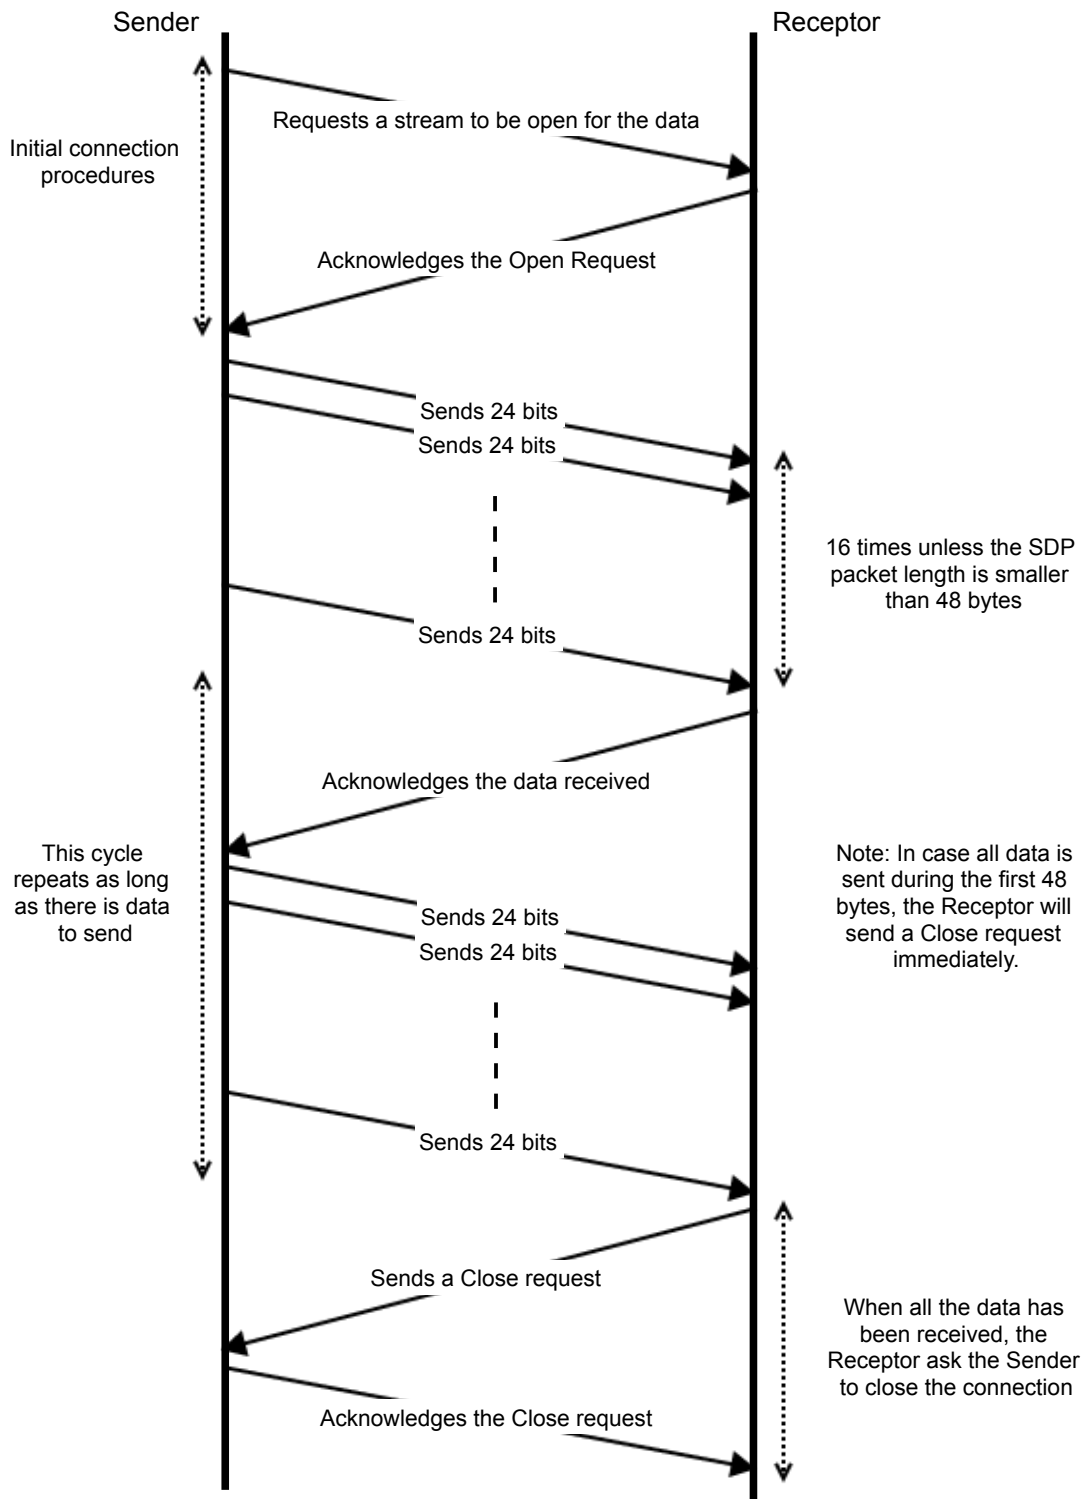 Sender
Receptor
Requests a stream to be open for the data
Initial connection
procedures
Acknowledges the Open Request
Sends 24 bits
Sends 24 bits
16 times unless the SDP
packet length is smaller
than 48 bytes
Sends 24 bits
Acknowledges the data received
This cycle
repeats as long
as there is data
to send
Note: In case all data is
sent during the first 48
bytes, the Receptor will
send a Close request
immediately.
Sends 24 bits
Sends 24 bits
Sends 24 bits
Sends a Close request
When all the data has
been received, the
Receptor ask the Sender
to close the connection
Acknowledges the Close request